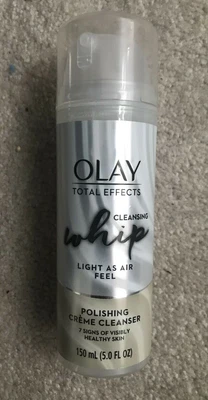 OLAY
TOTAL EFFECTS
CLEANSING
whip
LIGHT AS AIR
FEEL
POLISHING
CRÈME CLEANSER
7 SIGNS OF VISIBLY
HEALTHY SKIN
150 mL (5.0 FL OZ)